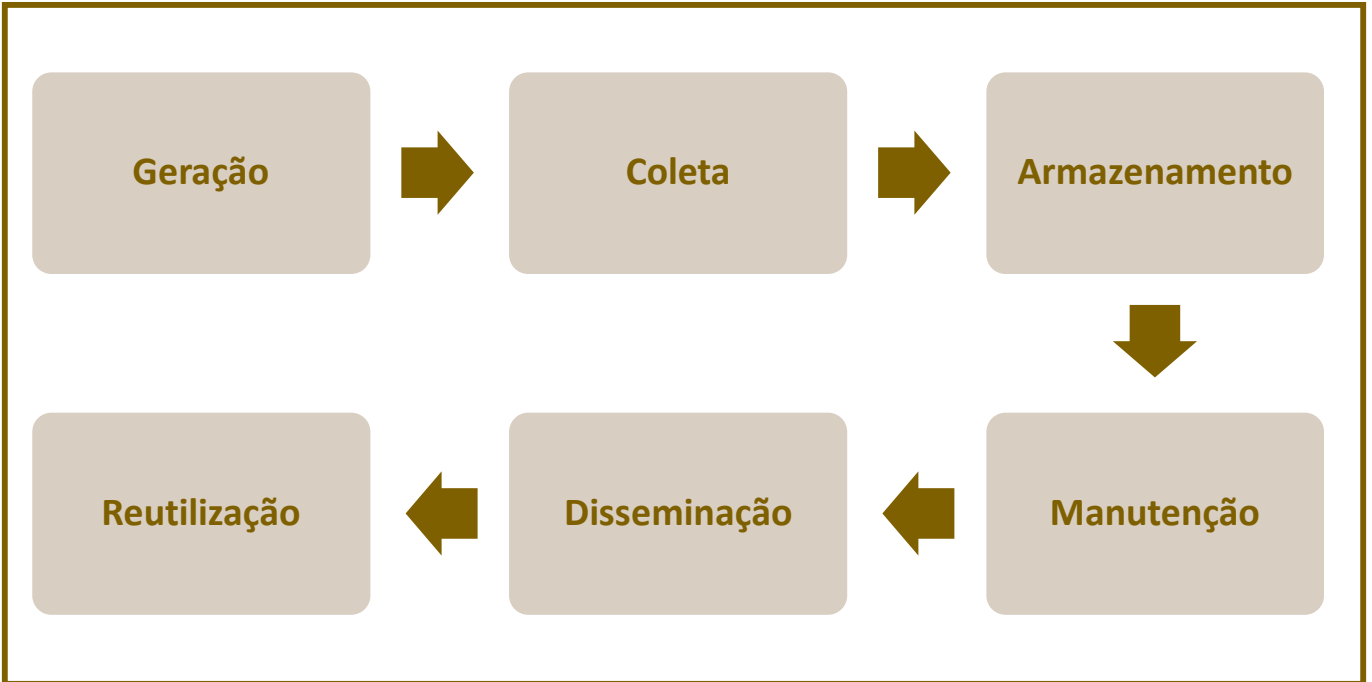 Geração
Coleta
Armazenamento
Manutenção
Disseminação
Reutilização